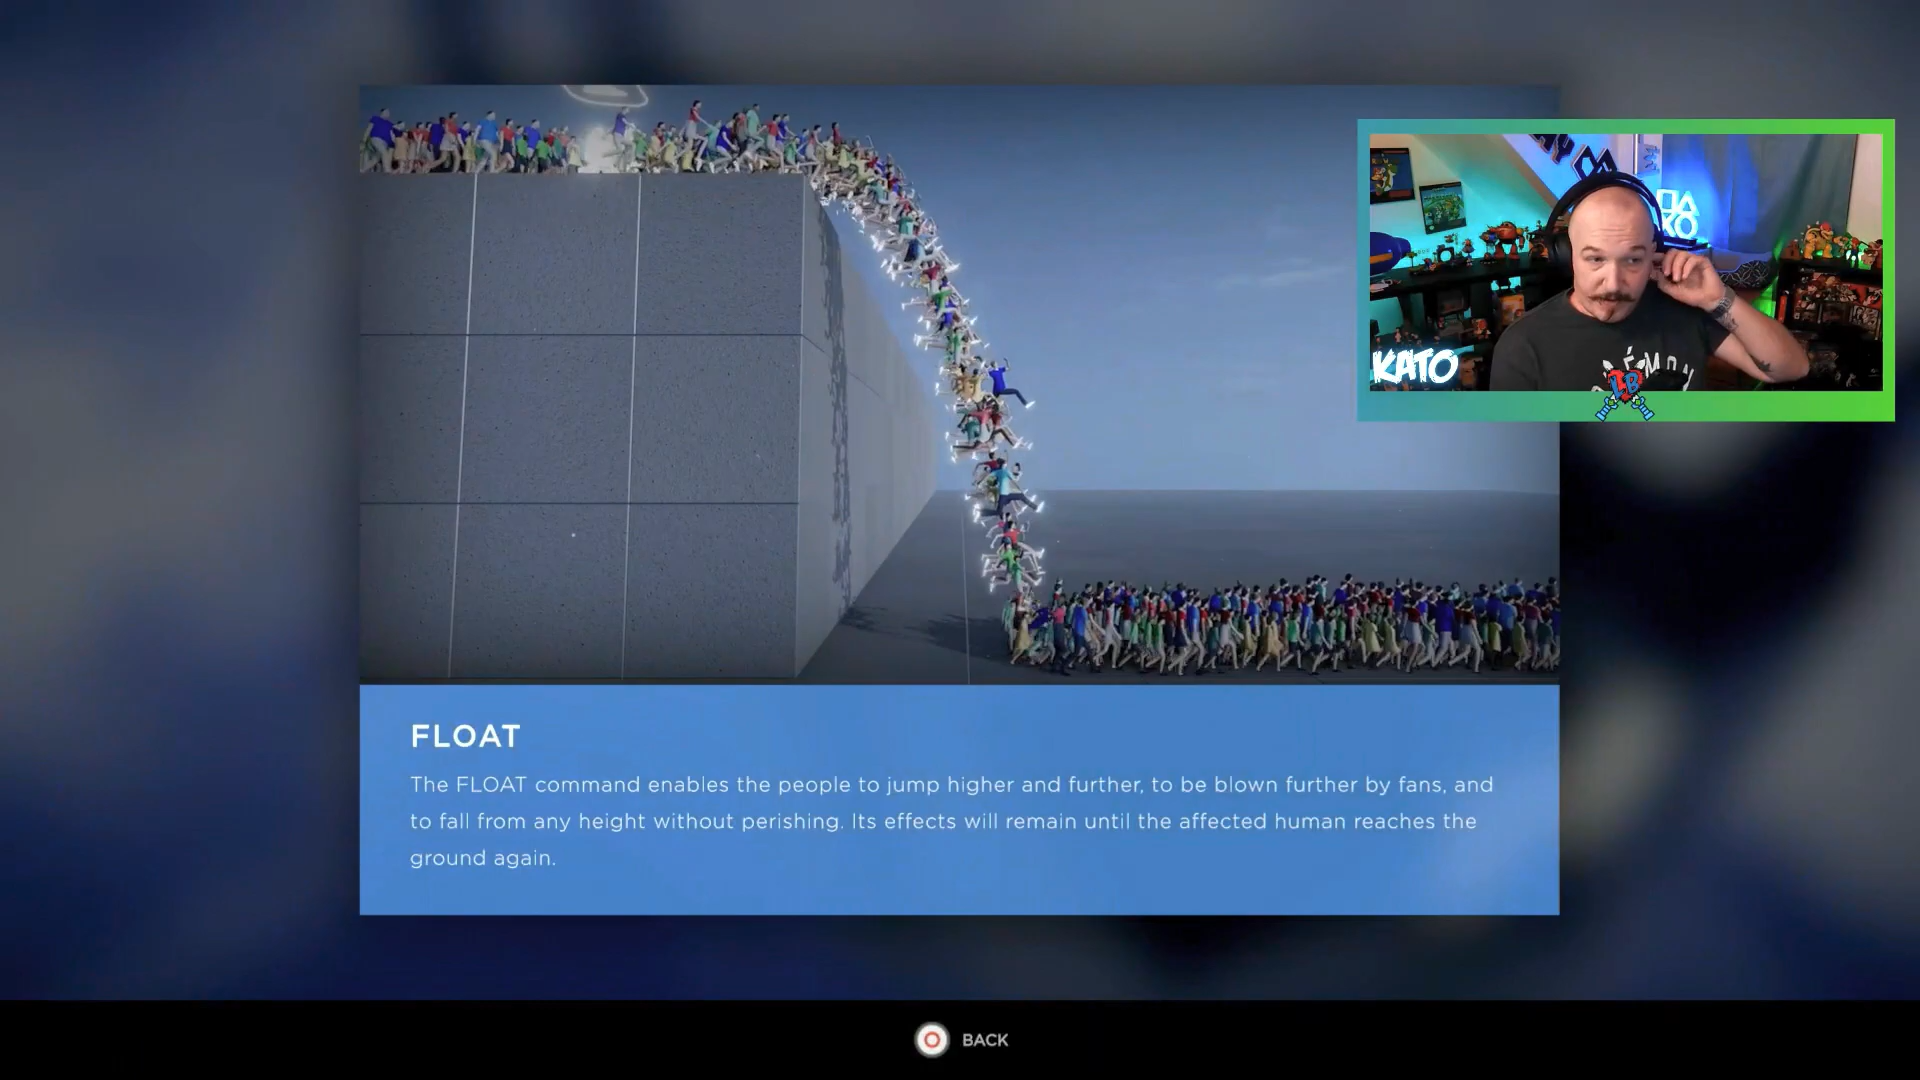 KATO
POKÉMON
LB
FLOAT
The FLOAT command enables the people to jump higher and further, to be blown further by fans, and
to fall from any height without perishing. Its effects will remain until the affected human reaches the
ground again.
BACK